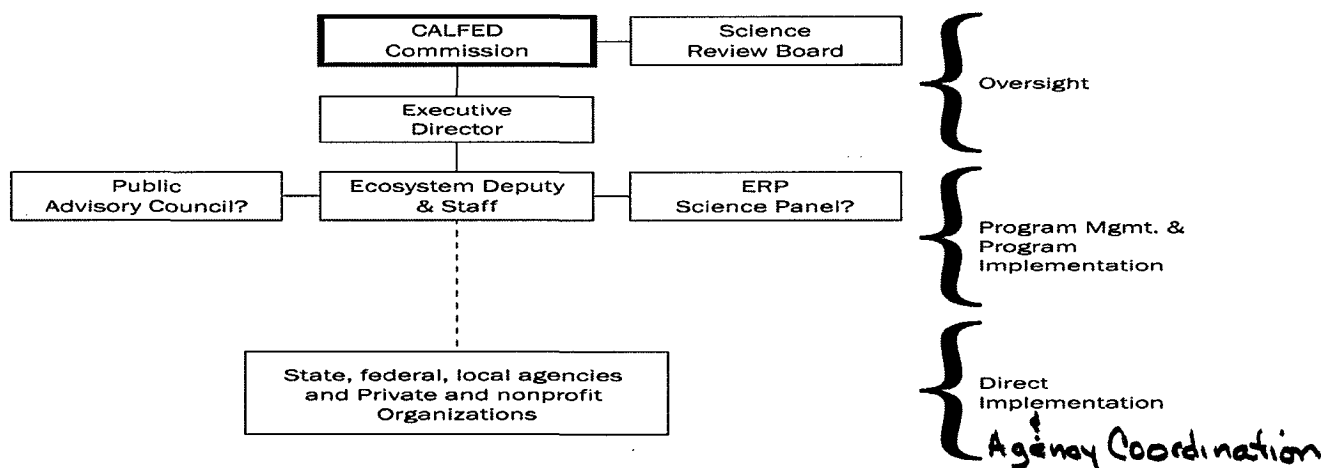 CALFED
Commission
Science
Review Board
Oversight
Executive
Director
Public
Advisory Council?
Ecosystem Deputy
& Staff
ERP
Science Panel?
Program Mgmt. &
Program
Implementation
State, federal, local agencies
and Private and nonprofit
Organizations
Direct
Implementation
&
Agency Coordination